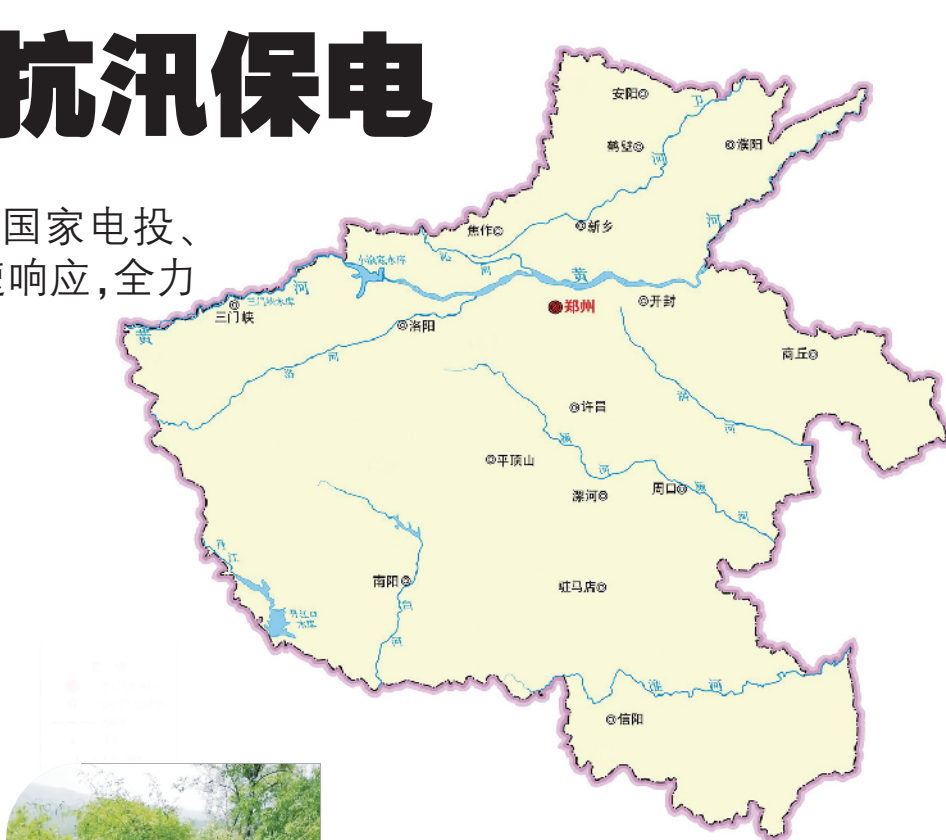 抗汛保电
国家电投、
速响应,全力
安阳
卫
鹤壁
濮阳
河
河
焦作
新乡
沁
河
小浪底水库
黄
河
三门峡水库
三门峡
郑州
开封
洛阳
黄
商丘
河
洛
许昌
河
颍
平顶山
河
漯河
周口
颍
河
丹
江
南阳
驻马店
白
丹江口
水库
河
淮
河
信阳